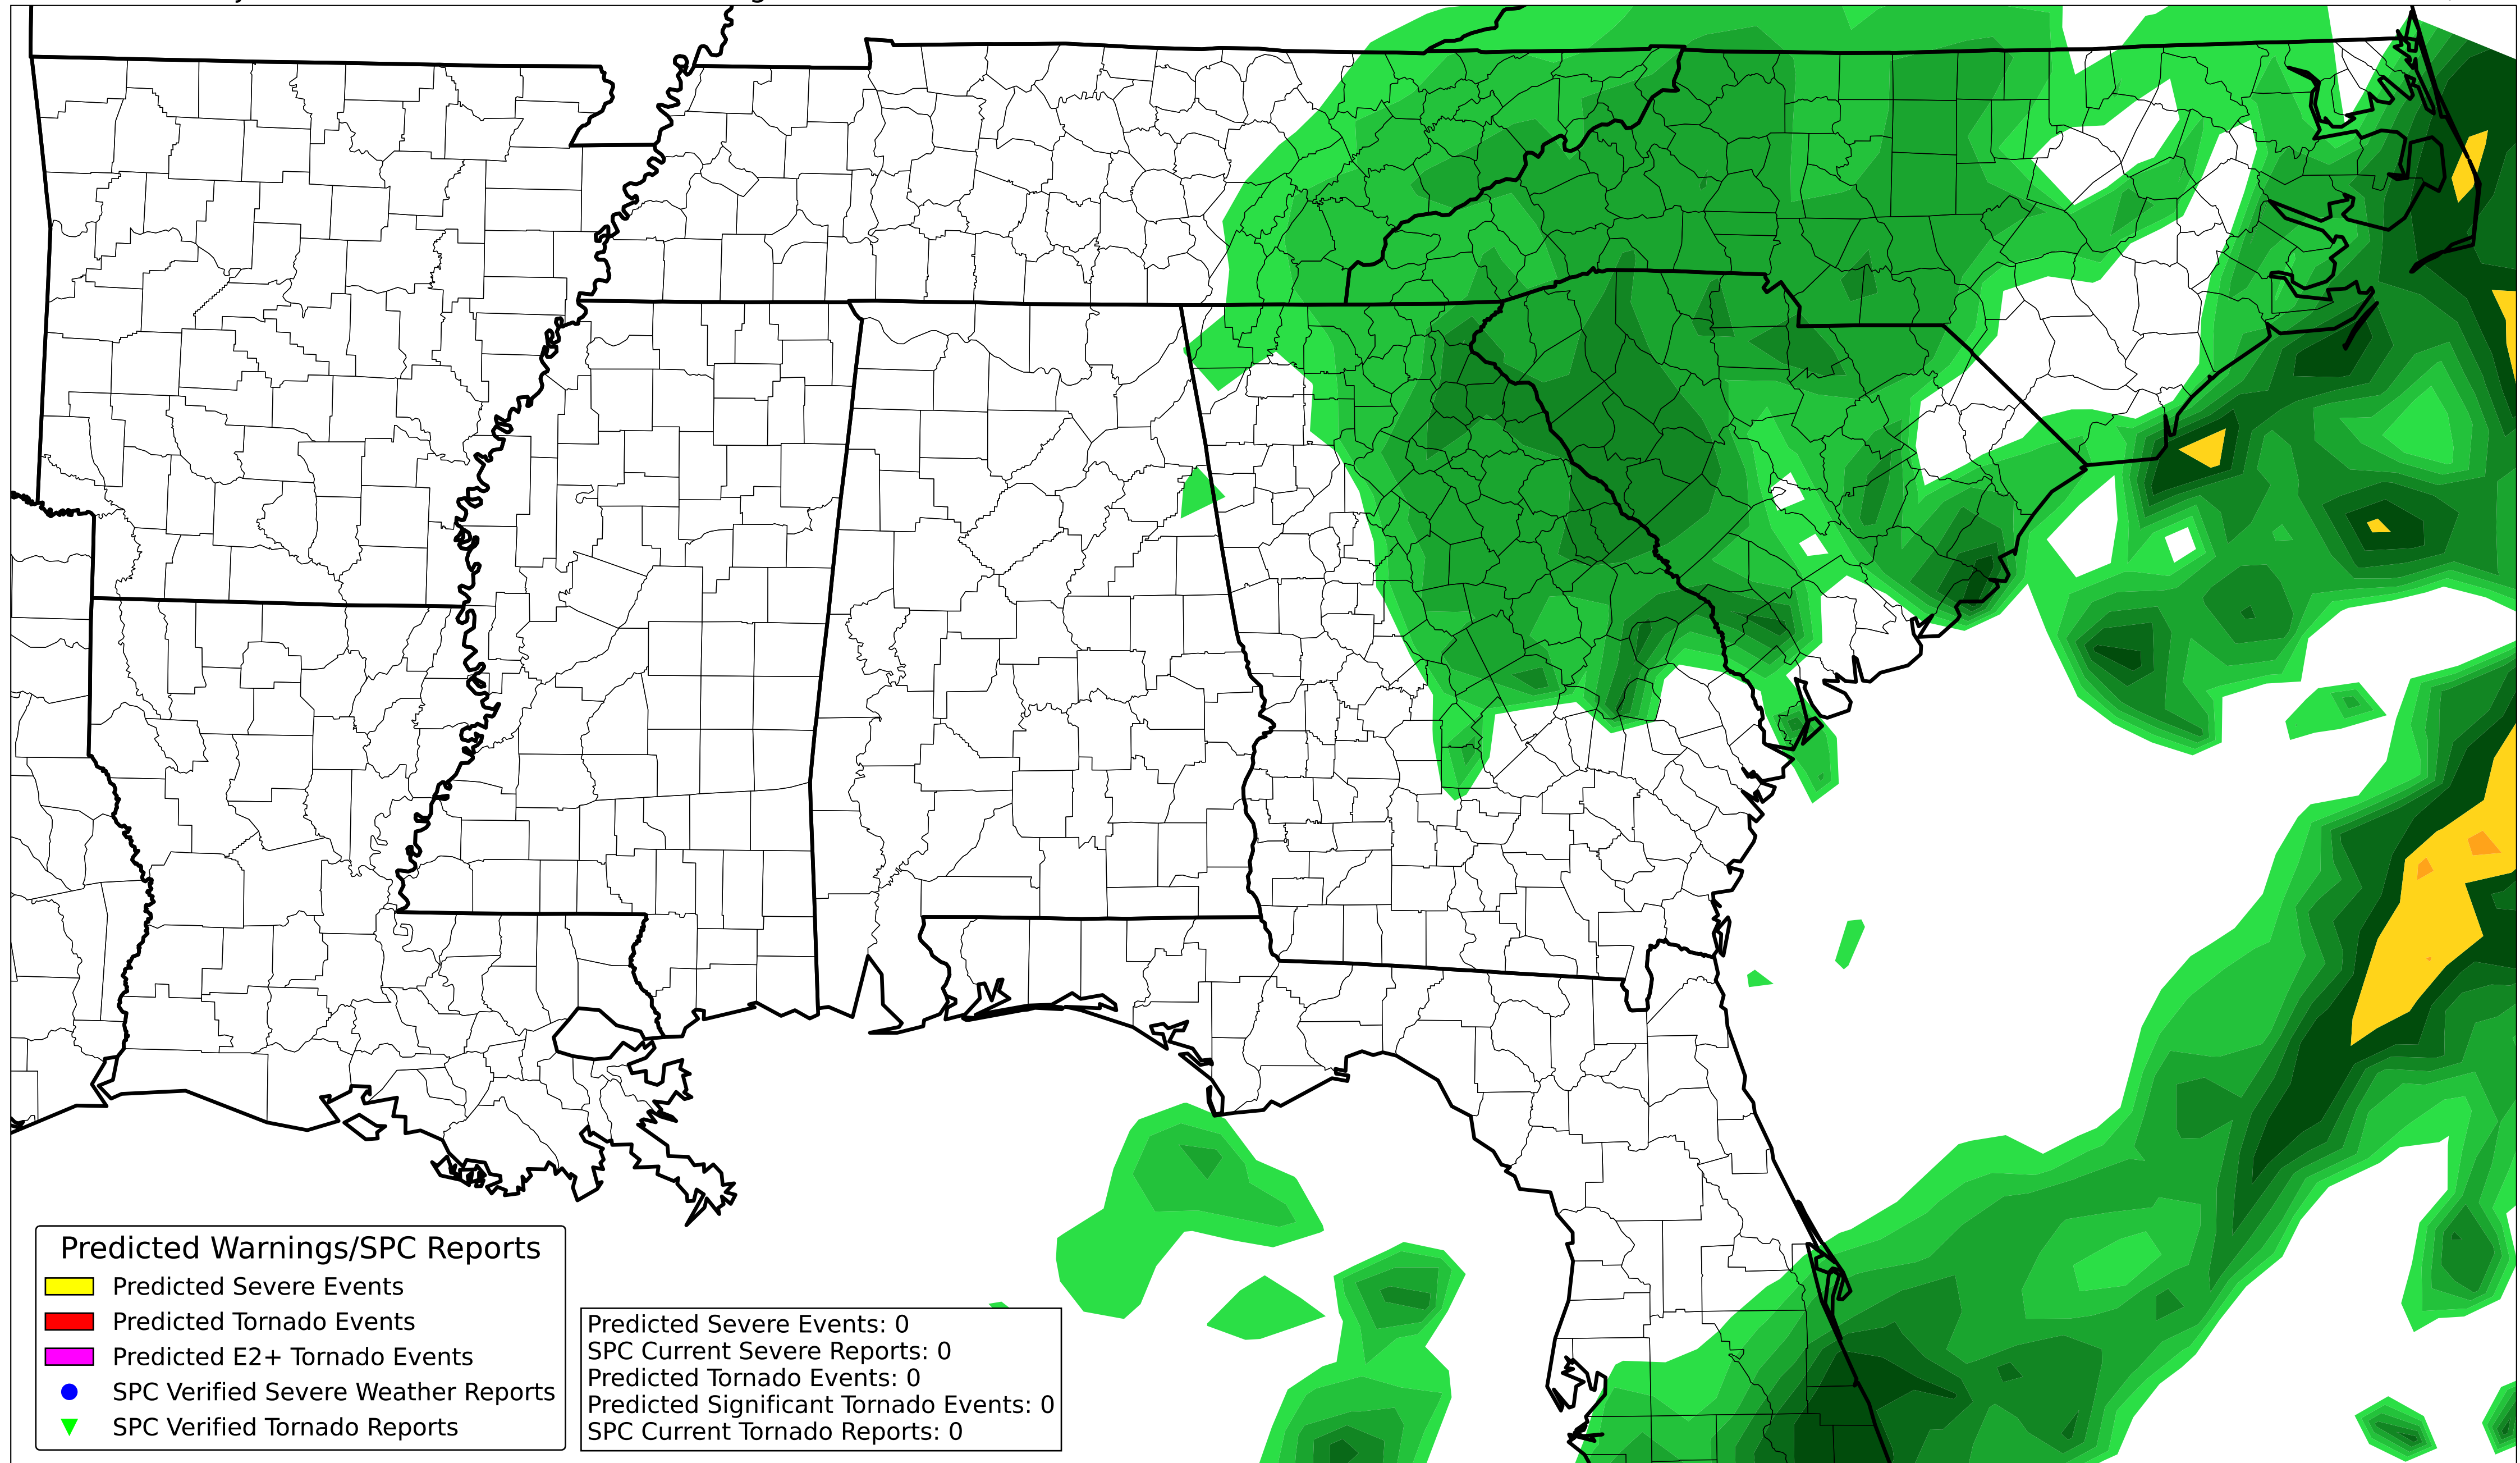 Predicted Warnings/SPC Reports
Predicted Severe Events
Predicted Tornado Events
Predicted E2+ Tornado Events
SPC Verified Severe Weather Reports
SPC Verified Tornado Reports
Predicted Severe Events: 0
SPC Current Severe Reports: 0
Predicted Tornado Events: 0
Predicted Significant Tornado Events: 0
SPC Current Tornado Reports: 0